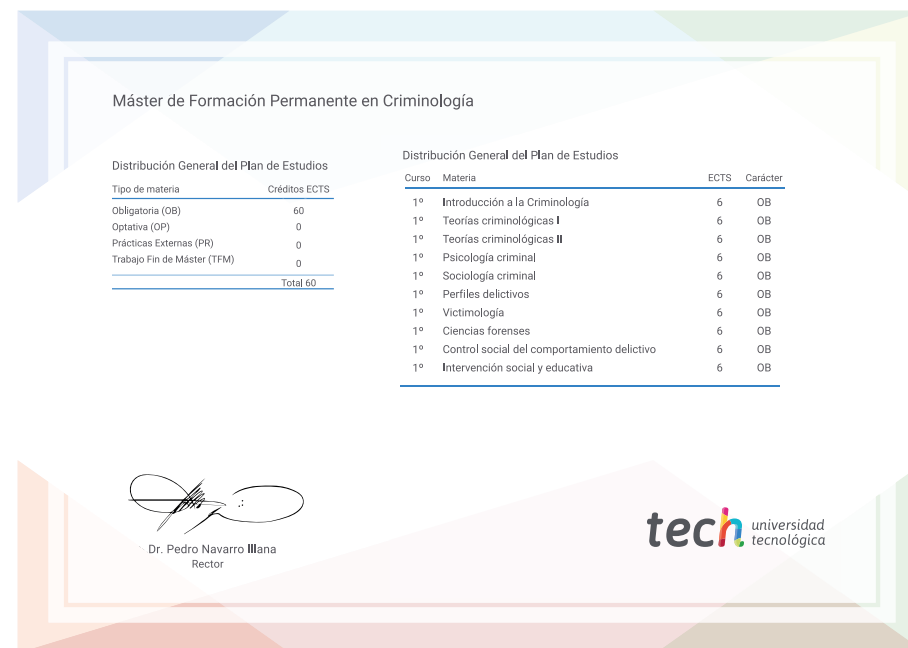 Máster de Formación Permanente en Criminología
Distribución General del Plan de Estudios
Tipo de materia Créditos ECTS
Obligatoria (OB) 60
Optativa (OP) 0
Prácticas Externas (PR) 0
Trabajo Fin de Máster (TFM) 0
Total 60
Distribución General del Plan de Estudios
Curso Materia ECTS Carácter
1º Introducción a la Criminología 6 OB
1º Teorías criminológicas I 6 OB
1º Teorías criminológicas II 6 OB
1º Psicología criminal 6 OB
1º Sociología criminal 6 OB
1º Perfiles delictivos 6 OB
1º Victimología 6 OB
1º Ciencias forenses 6 OB
1º Control social del comportamiento delictivo 6 OB
1º Intervención social y educativa 6 OB
Dr. Pedro Navarro Illana
Rector
tech universidad
tecnológica